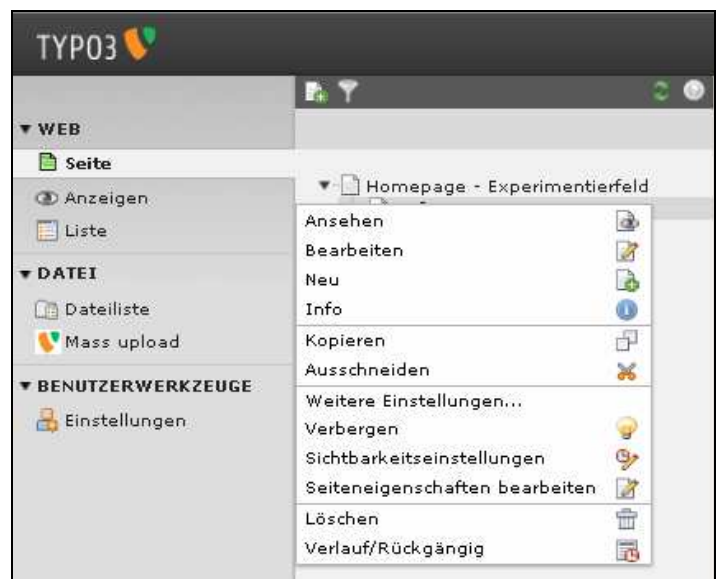 TYPO3
WEB
Seite
Anzeigen
Liste
DATEI
Dateiliste
Mass upload
BENUTZERWERKZEUGE
Einstellungen
Homepage - Experimentierfeld
Ansehen
Bearbeiten
Neu
Info
Kopieren
Ausschneiden
Weitere Einstellungen...
Verbergen
Sichtbarkeitseinstellungen
Seiteneigenschaften bearbeiten
Löschen
Verlauf/Rückgängig